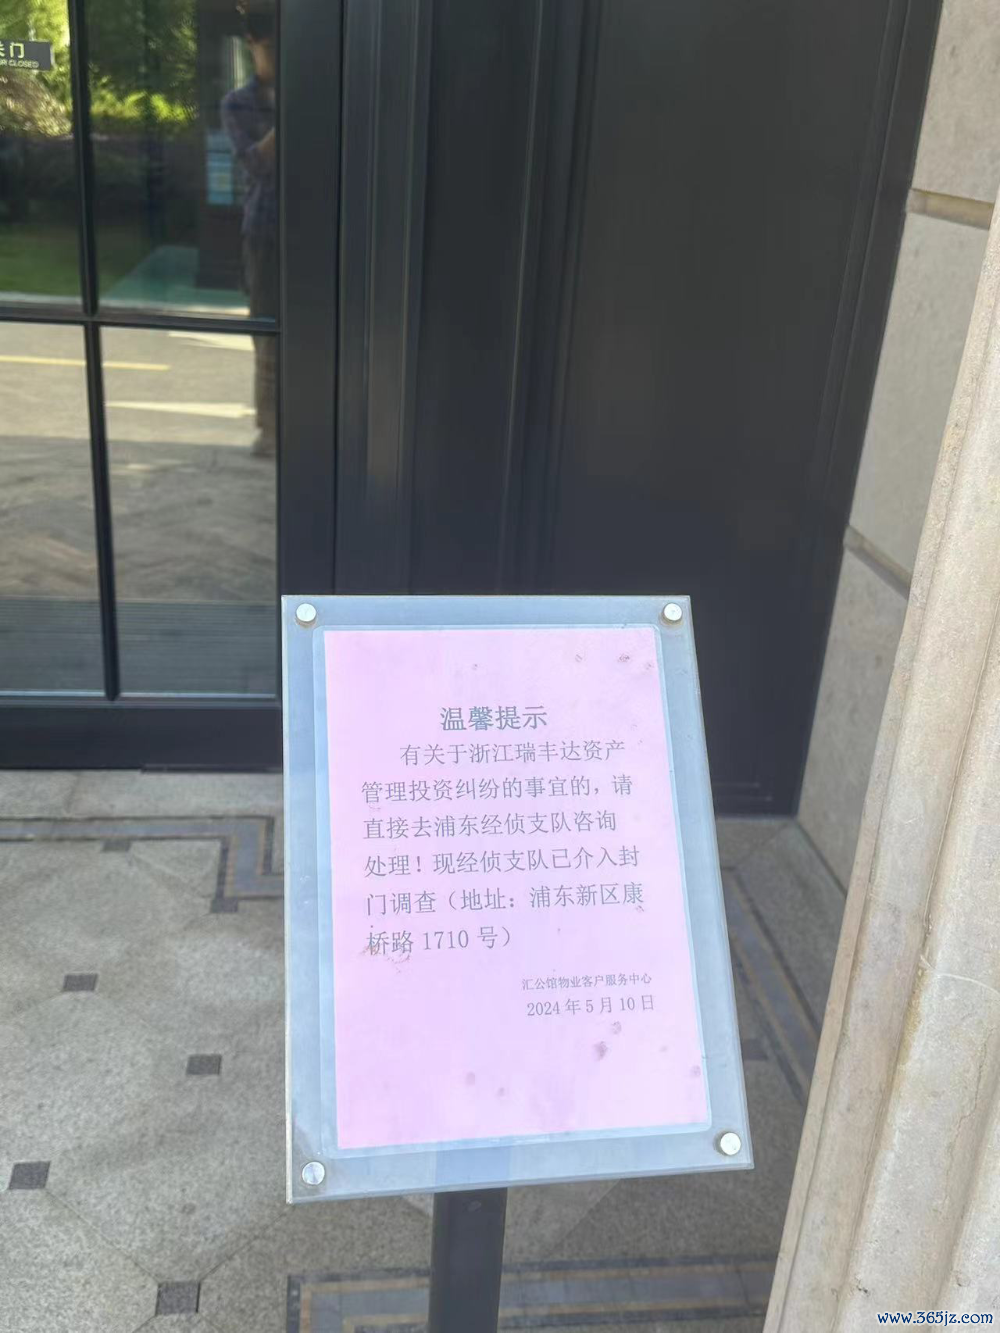 关门
OR CLOSED
温馨提示
有关于浙江瑞丰达资产
管理投资纠纷的事宜的，请
直接去浦东经侦支队咨询
处理！现经侦支队已介入封
门调查（地址：浦东新区康
桥路 1710 号）
汇公馆物业客户服务中心
2024 年 5 月 10 日
www.365jz.com